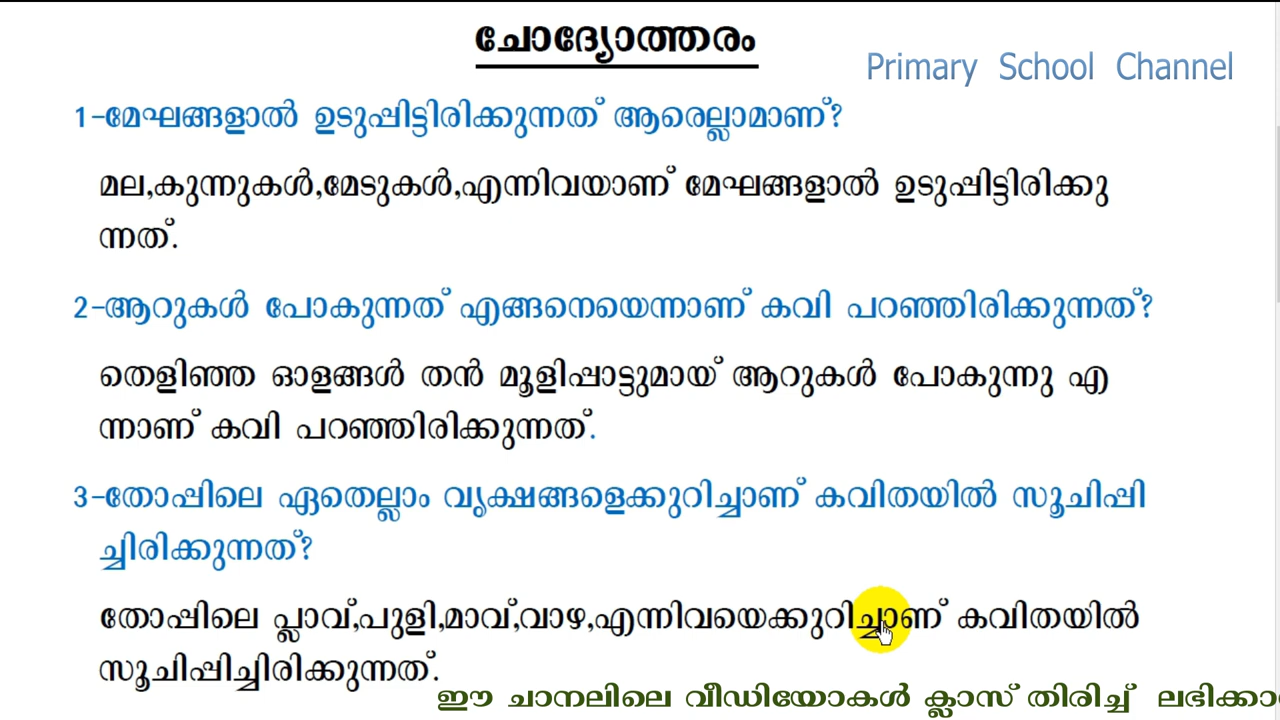 ചോദ്യോത്തരം
Primary School Channel
1-മേഘങ്ങളാൽ ഉടുപ്പിട്ടിരിക്കുന്നത് ആരെല്ലാമാണ്?
മല,കുന്നുകൾ,മേടുകൾ,എന്നിവയാണ് മേഘങ്ങളാൽ ഉടുപ്പിട്ടിരിക്കു
ന്നത്.
2-ആറുകൾ പോകുന്നത് എങ്ങനെയെന്നാണ് കവി പറഞ്ഞിരിക്കുന്നത്?
തെളിഞ്ഞ ഓളങ്ങൾ തൻ മൂളിപ്പാട്ടുമായ് ആറുകൾ പോകുന്നു എ
ന്നാണ് കവി പറഞ്ഞിരിക്കുന്നത്.
3-തോപ്പിലെ ഏതെല്ലാം വൃക്ഷങ്ങളെക്കുറിച്ചാണ് കവിതയിൽ സൂചിപ്പി
ച്ചിരിക്കുന്നത്?
തോപ്പിലെ പ്ലാവ്,പുളി,മാവ്,വാഴ,എന്നിവയെക്കുറിച്ചാണ് കവിതയിൽ
സൂചിപ്പിച്ചിരിക്കുന്നത്.
ഈ ചാനലിലെ വീഡിയോകൾ ക്ലാസ് തിരിച്ച്